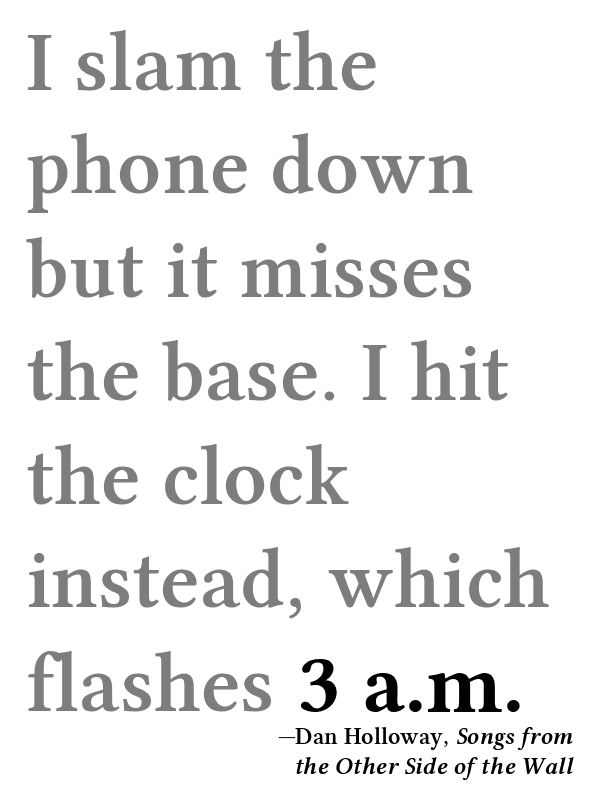 I slam the
phone down
but it misses
the base. I hit
the clock
instead, which
flashes 3 a.m.
—Dan Holloway, Songs from
the Other Side of the Wall